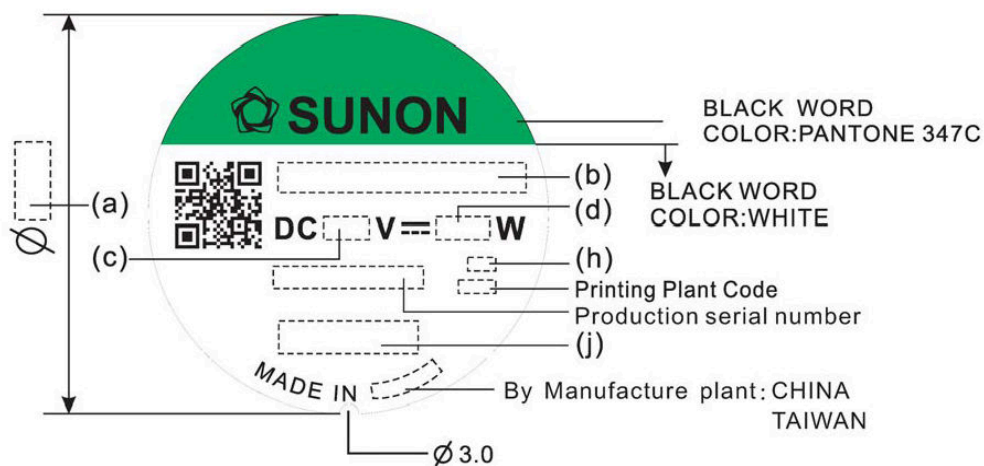 SUNON
BLACK WORD
COLOR:PANTONE 347C
(a)
(b)
BLACK WORD
COLOR:WHITE
(d)
DC V W
(c)
(h)
Printing Plant Code
Production serial number
(j)
MADE IN
By Manufacture plant: CHINA
TAIWAN
Ø
Ø 3.0